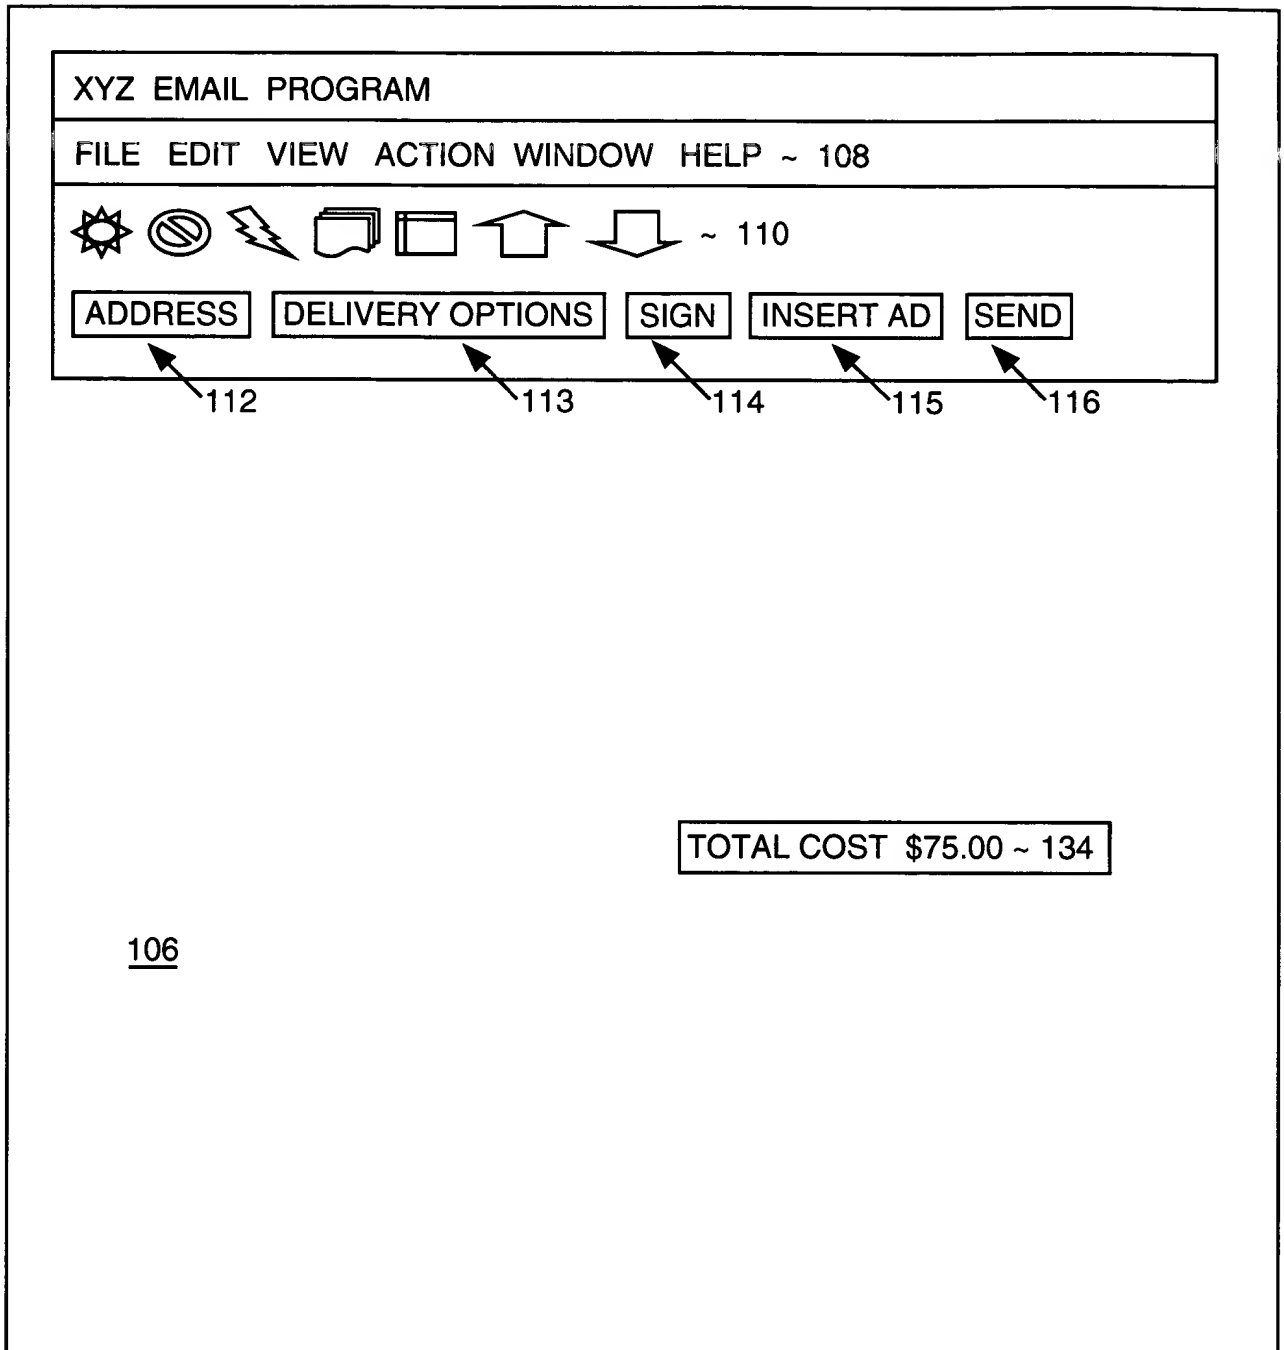 XYZ EMAIL PROGRAM
FILE EDIT VIEW ACTION WINDOW HELP ~ 108
~ 110
ADDRESS DELIVERY OPTIONS SIGN INSERT AD SEND
112 113 114 115 116
TOTAL COST $75.00 ~ 134
106